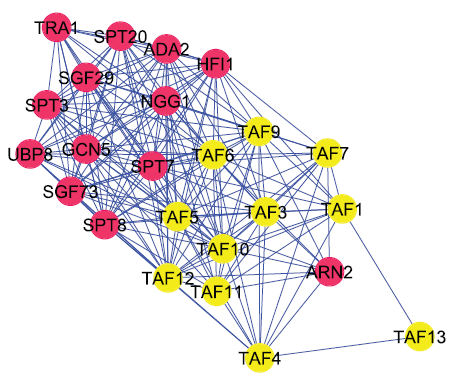 TRA1
SPT20
ADA2
HFI1
SGF29
SPT3
NGG1
TAF9
UBP8
GCN5
SPT7
TAF6
TAF7
SGF73
SPT8
TAF5
TAF3
TAF1
TAF10
TAF12
TAF11
ARN2
TAF13
TAF4